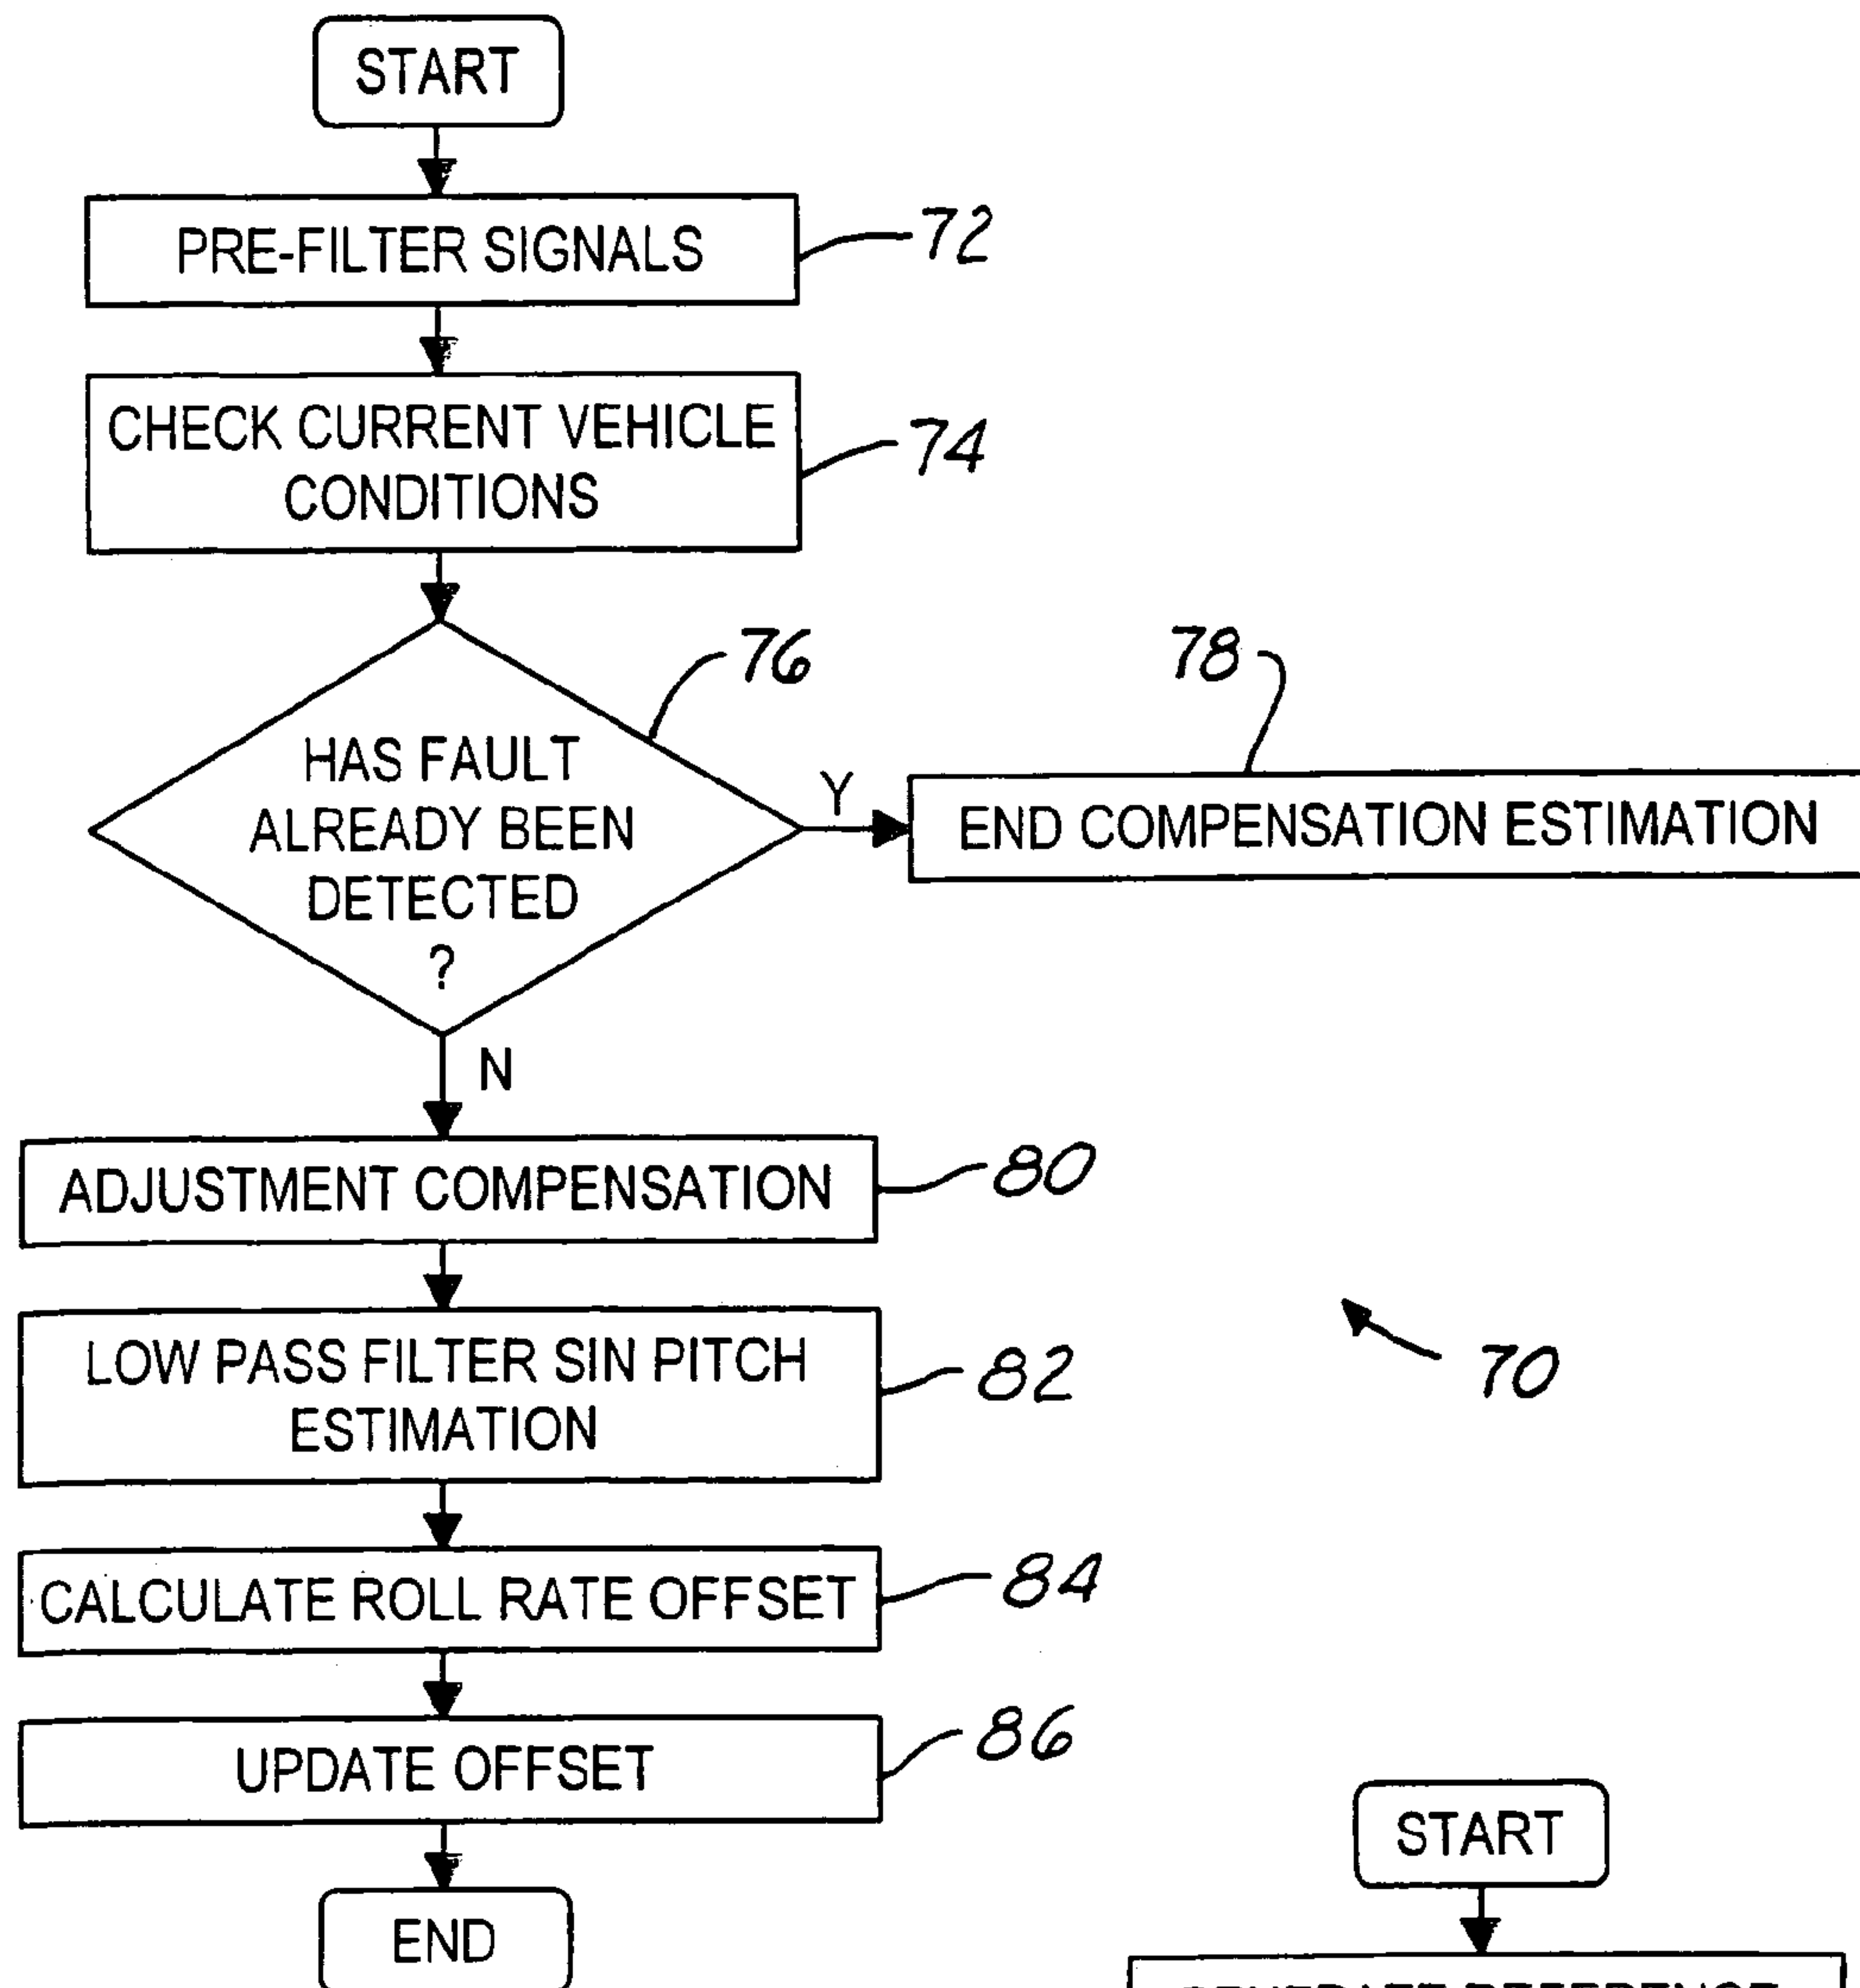 START
PRE-FILTER SIGNALS
72
CHECK CURRENT VEHICLE
CONDITIONS
74
HAS FAULT
ALREADY BEEN
DETECTED
?
76
Y
78
END COMPENSATION ESTIMATION
N
ADJUSTMENT COMPENSATION
80
LOW PASS FILTER SIN PITCH
ESTIMATION
82
70
CALCULATE ROLL RATE OFFSET
84
UPDATE OFFSET
86
END
START
GENERATE REFERENCE